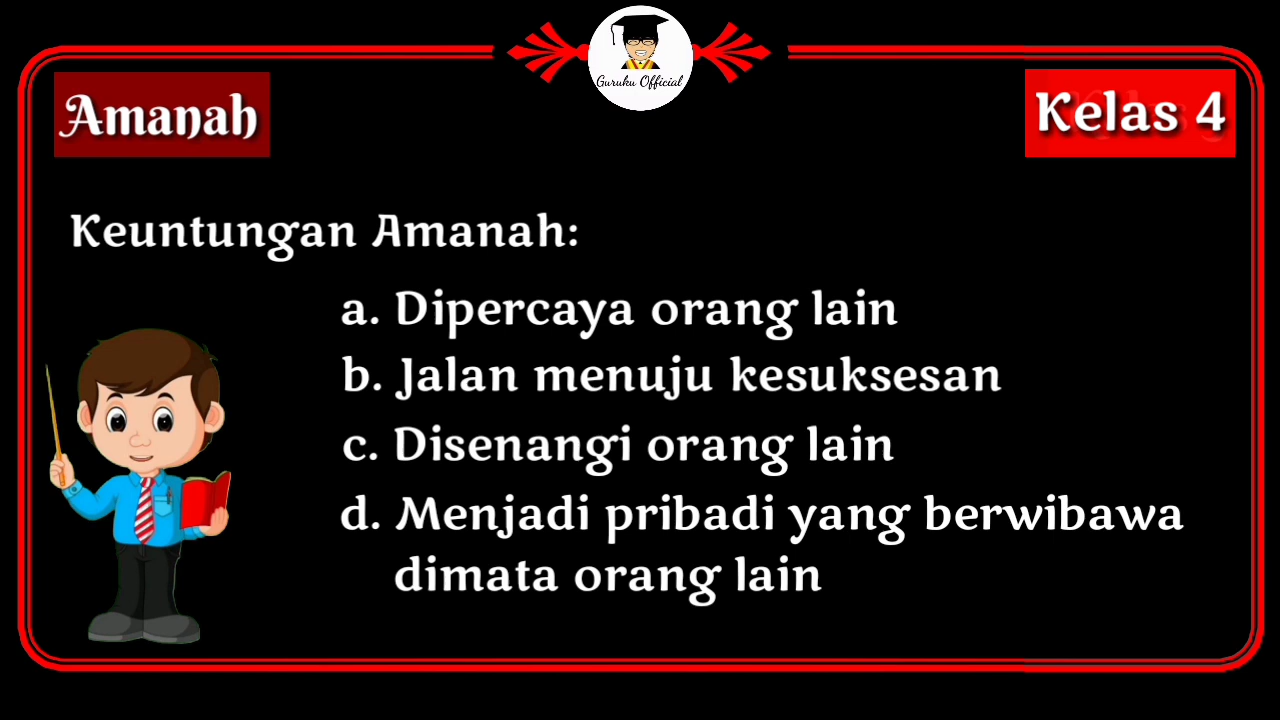 Guruku Official
Amanah
Kelas 4
Keuntungan Amanah:
a. Dipercaya orang lain
b. Jalan menuju kesuksesan
c. Disenangi orang lain
d. Menjadi pribadi yang berwibawa
dimata orang lain